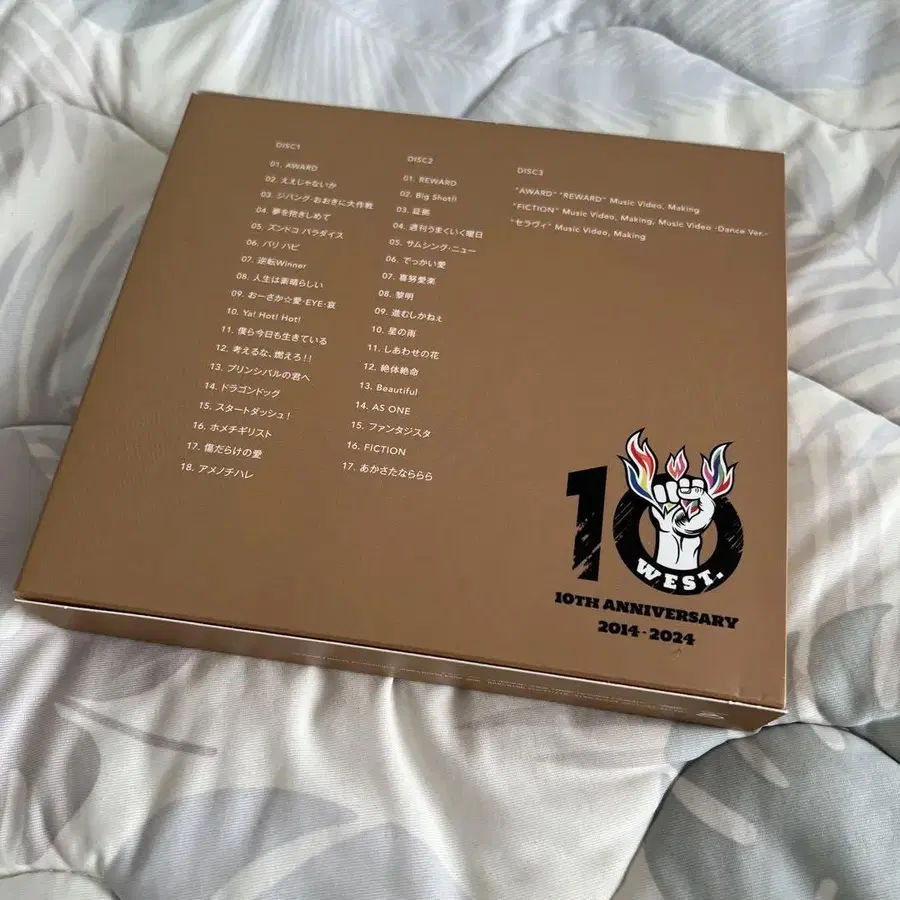 DISC1
01. AWARD
02. ええじゃないか
03. ジパング・おおきに大作戦
04. 夢を抱きしめて
05. ズンドコ パラダイス
06. バリ ハピ
07. 逆転Winner
08. 人生は素晴らしい
09. おーさか☆愛・EYE・哀
10. Ya! Hot! Hot!
11. 僕ら今日も生きている
12. 考えるな、燃えろ！！
13. プリンシパルの君へ
14. ドラゴンドッグ
15. スタートダッシュ！
16. ホメチギリスト
17. 傷だらけの愛
18. アメノチハレ
DISC2
01. REWARD
02. Big Shot!!
03. 証拠
04. 週刊うまくいく曜日
05. サムシング・ニュー
06. でっかい愛
07. 喜努愛楽
08. 黎明
09. 進むしかねぇ
10. 星の雨
11. しあわせの花
12. 絶体絶命
13. Beautiful
14. AS ONE
15. ファンタジスタ
16. FICTION
17. あかさたなららら
DISC3
"AWARD" "REWARD" Music Video, Making
"FICTION" Music Video, Making, Music Video -Dance Ver.-
"セラヴィ" Music Video, Making
10
WEST.
10TH ANNIVERSARY
2014-2024